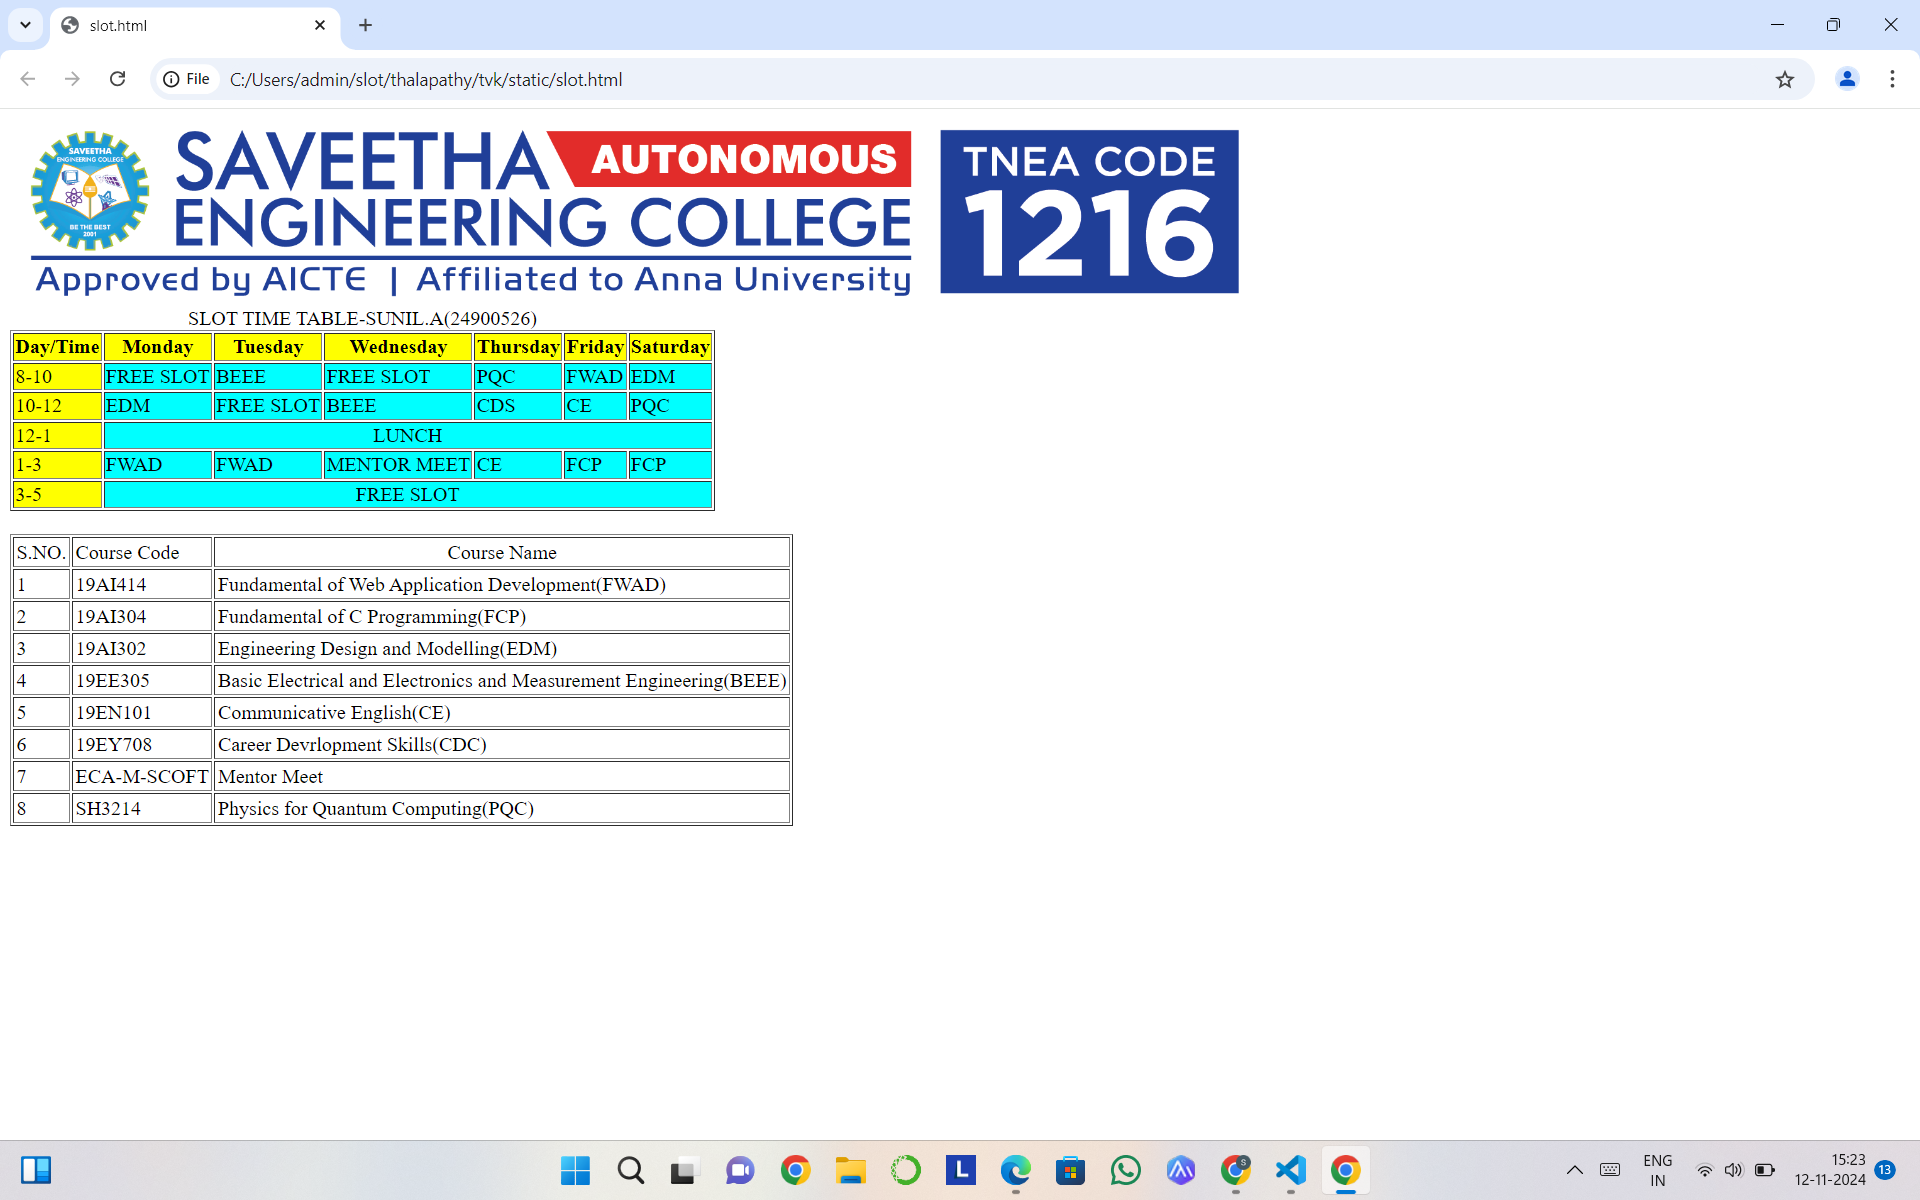 slot.html
File C:/Users/admin/slot/thalapathy/tvk/static/slot.html
SAVEETHA
ENGINEERING COLLEGE
BE THE BEST
2001
SAVEETHA AUTONOMOUS
ENGINEERING COLLEGE
Approved by AICTE | Affiliated to Anna University
TNEA CODE
1216
SLOT TIME TABLE-SUNIL.A(24900526)
Day/Time Monday Tuesday Wednesday Thursday Friday Saturday
8-10 FREE SLOT BEEE FREE SLOT PQC FWAD EDM
10-12 EDM FREE SLOT BEEE CDS CE PQC
12-1 LUNCH
1-3 FWAD FWAD MENTOR MEET CE FCP FCP
3-5 FREE SLOT
S.NO. Course Code Course Name
1 19AI414 Fundamental of Web Application Development(FWAD)
2 19AI304 Fundamental of C Programming(FCP)
3 19AI302 Engineering Design and Modelling(EDM)
4 19EE305 Basic Electrical and Electronics and Measurement Engineering(BEEE)
5 19EN101 Communicative English(CE)
6 19EY708 Career Devrlopment Skills(CDC)
7 ECA-M-SCOFT Mentor Meet
8 SH3214 Physics for Quantum Computing(PQC)
L
S
ENG
IN
15:23
12-11-2024
13